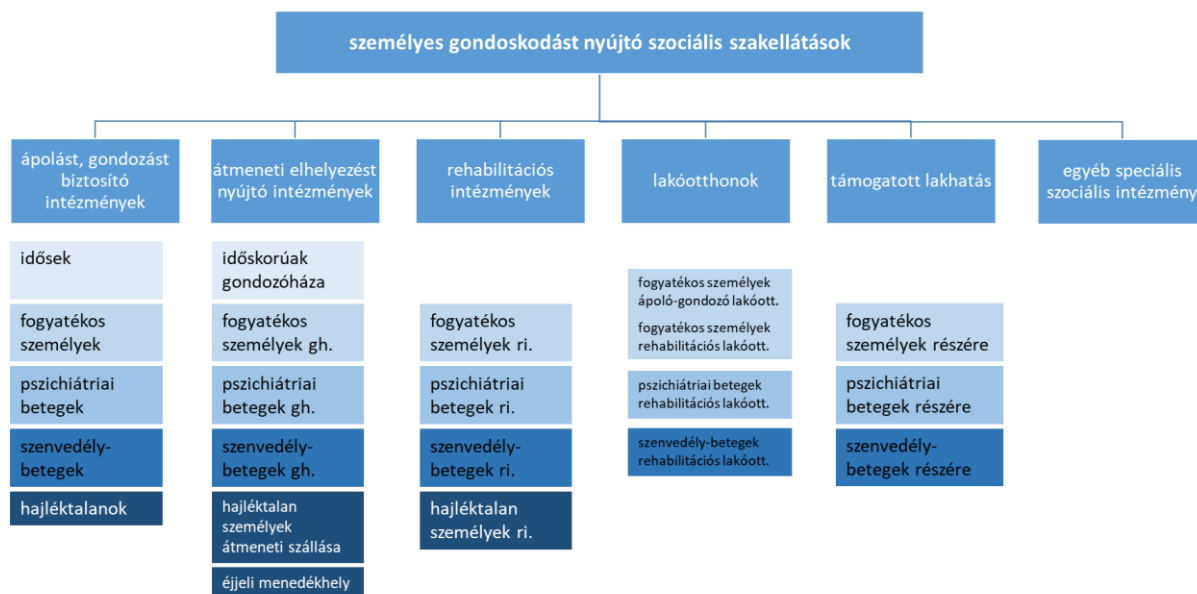 személyes gondoskodást nyújtó szociális szakellátások
ápolást, gondozást
biztosító
intézmények
átmeneti elhelyezést
nyújtó intézmények
rehabilitációs
intézmények
lakóotthonok
támogatott lakhatás
egyéb speciális
szociális intézmény
idősek
fogyatékos
személyek
pszichiátriai
betegek
szenvedély-
betegek
hajléktalanok
időskorúak
gondozóháza
fogyatékos
személyek gh.
pszichiátriai
betegek gh.
szenvedély-
betegek gh.
hajléktalan
személyek
átmeneti szállása
éjjeli menedékhely
fogyatékos
személyek ri.
pszichiátriai
betegek ri.
szenvedély-
betegek ri.
hajléktalan
személyek ri.
fogyatékos személyek
ápoló-gondozó lakóott.
fogyatékos személyek
rehabilitációs lakóott.
pszichiátriai betegek
rehabilitációs lakóott.
szenvedély-betegek
rehabilitációs lakóott.
fogyatékos
személyek részére
pszichiátriai
betegek részére
szenvedély-
betegek részére